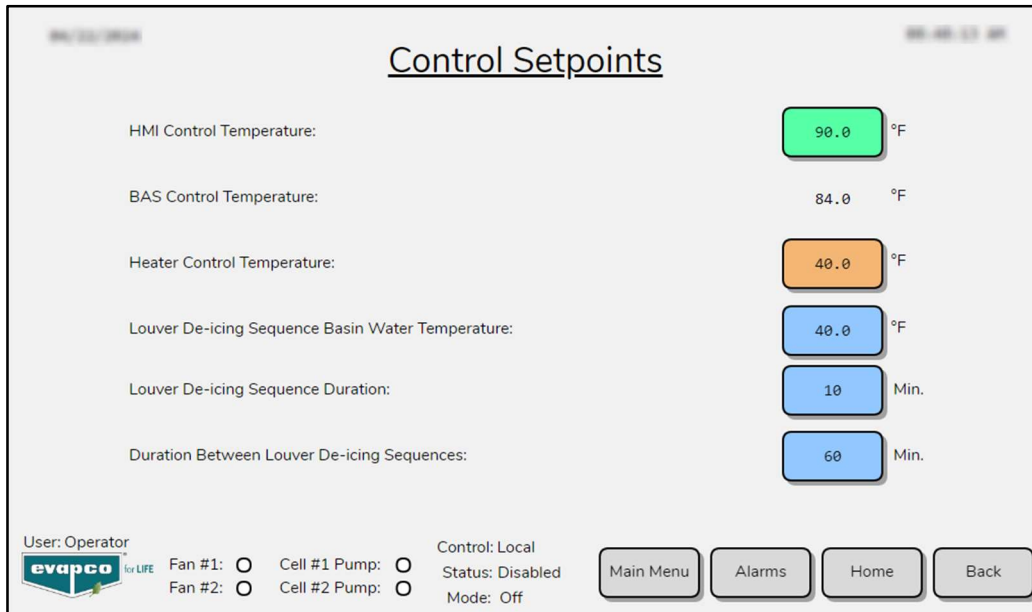 Control Setpoints
HMI Control Temperature: 90.0 °F
BAS Control Temperature: 84.0 °F
Heater Control Temperature: 40.0 °F
Louver De-icing Sequence Basin Water Temperature: 40.0 °F
Louver De-icing Sequence Duration: 10 Min.
Duration Between Louver De-icing Sequences: 60 Min.
User: Operator
evapco for LIFE
Fan #1: Cell #1 Pump:
Fan #2: Cell #2 Pump:
Control: Local
Status: Disabled
Mode: Off
Main Menu Alarms Home Back